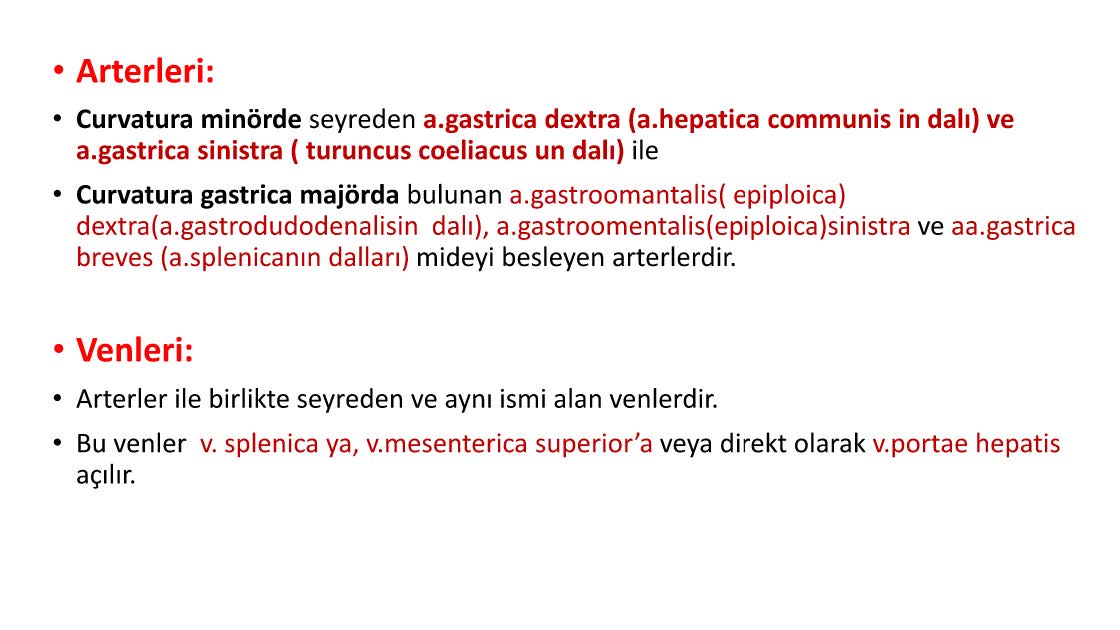 • Arterleri:
• Curvatura minörde seyreden a.gastrica dextra (a.hepatica communis in dalı) ve
a.gastrica sinistra ( turuncus coeliacus un dalı) ile
• Curvatura gastrica majörda bulunan a.gastroomantalis( epiploica)
dextra(a.gastrodudodenalisin  dalı), a.gastroomentalis(epiploica)sinistra ve aa.gastrica
breves (a.splenicanın dalları) mideyi besleyen arterlerdir.
• Venleri:
• Arterler ile birlikte seyreden ve aynı ismi alan venlerdir.
• Bu venler  v. splenica ya, v.mesenterica superior’a veya direkt olarak v.portae hepatis
açılır.